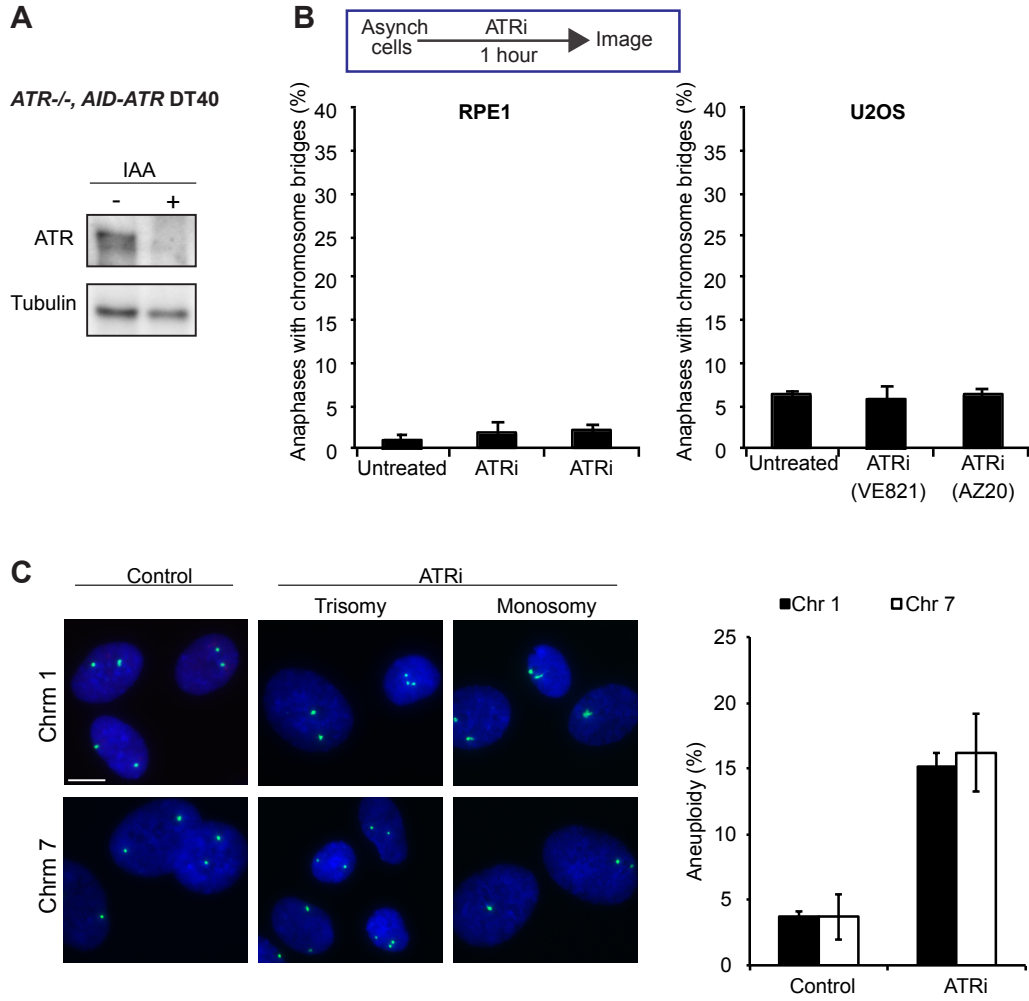 A
ATR-/-, AID-ATR DT40
IAA
- +
ATR
Tubulin
B
Asynch cells
ATRi
1 hour
Image
RPE1
Anaphases with chromosome bridges (%)
40
35
30
25
20
15
10
5
0
Untreated ATRi ATRi
U2OS
Anaphases with chromosome bridges (%)
40
35
30
25
20
15
10
5
0
Untreated ATRi ATRi
(VE821) (AZ20)
C
Control ATRi
Trisomy Monosomy
Chrm 1
Chrm 7
Chr 1 Chr 7
Aneuploidy (%)
25
20
15
10
5
0
Control ATRi